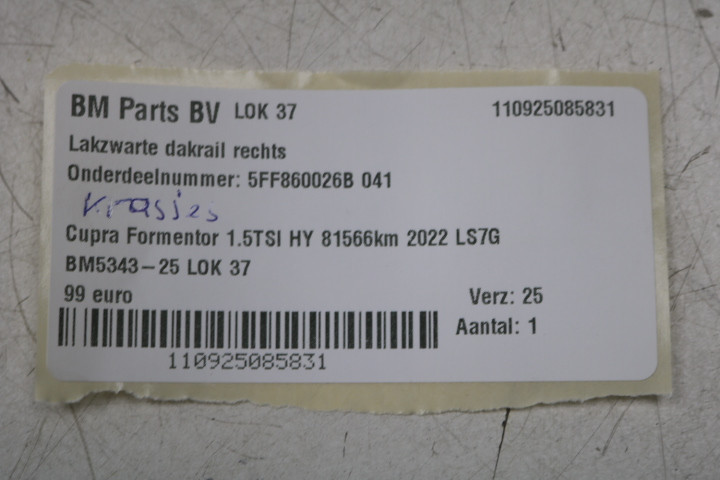 BM Parts BV LOK 37 110925085831
Lakzwarte dakrail rechts
Onderdeelnummer: 5FF860026B 041
krasjes
Cupra Formentor 1.5TSI HY 81566km 2022 LS7G
BM5343-25 LOK 37
99 euro Verz: 25
Aantal: 1
110925085831